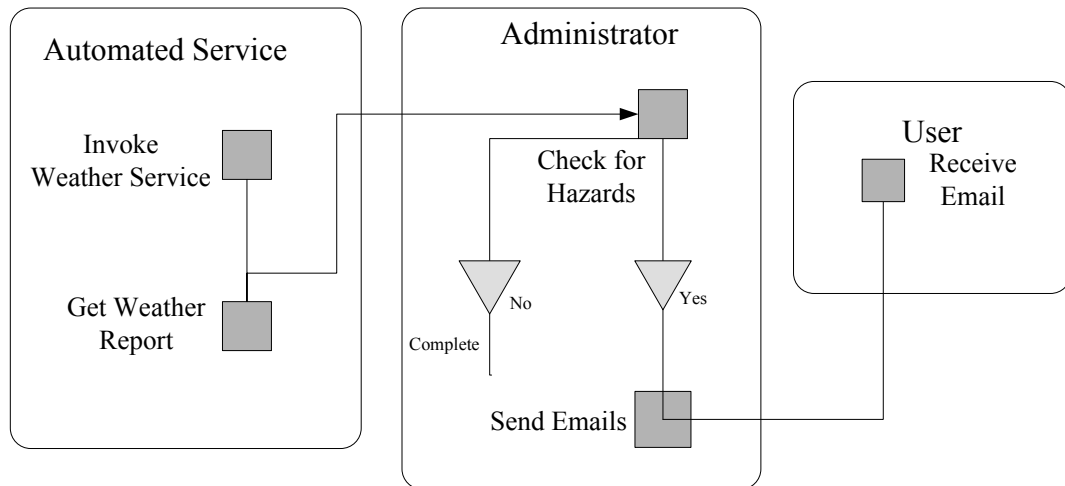 Automated Service
Invoke
Weather Service
Get Weather
Report
Administrator
Check for
Hazards
No
Yes
Complete
Send Emails
User
Receive
Email